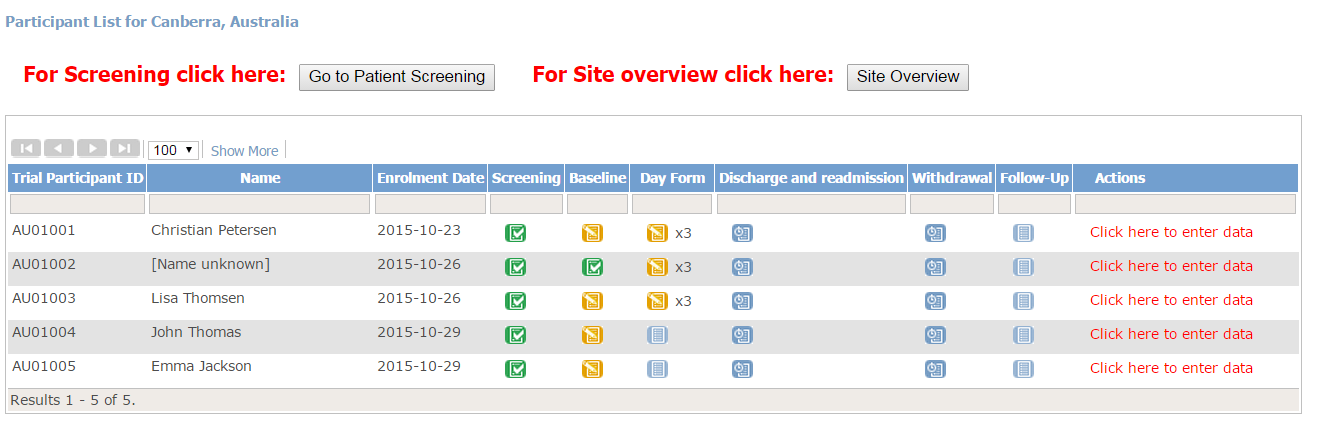 Participant List for Canberra, Australia
For Screening click here: Go to Patient Screening For Site overview click here: Site Overview
100 Show More
Trial Participant ID Name Enrolment Date Screening Baseline Day Form Discharge and readmission Withdrawal Follow-Up Actions
AU01001 Christian Petersen 2015-10-23 x3 Click here to enter data
AU01002 [Name unknown] 2015-10-26 x3 Click here to enter data
AU01003 Lisa Thomsen 2015-10-26 x3 Click here to enter data
AU01004 John Thomas 2015-10-29 Click here to enter data
AU01005 Emma Jackson 2015-10-29 Click here to enter data
Results 1 - 5 of 5.